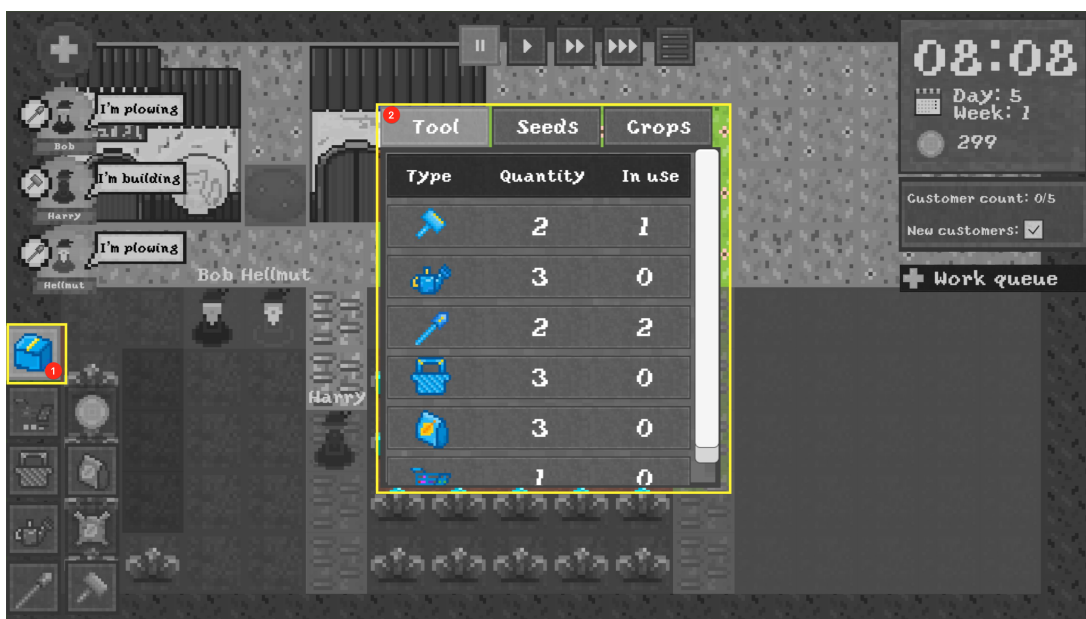 08:08
Day: 5
Week: 1
299
I'm plowing
Bob
I'm building
Harry
I'm plowing
Hellmut
2
Tool Seeds Crops
Type Quantity In use
2 1
3 0
2 2
3 0
3 0
1 0
Customer count: 0/5
New customers:
Work queue
Bob Hellmut
Harry
1